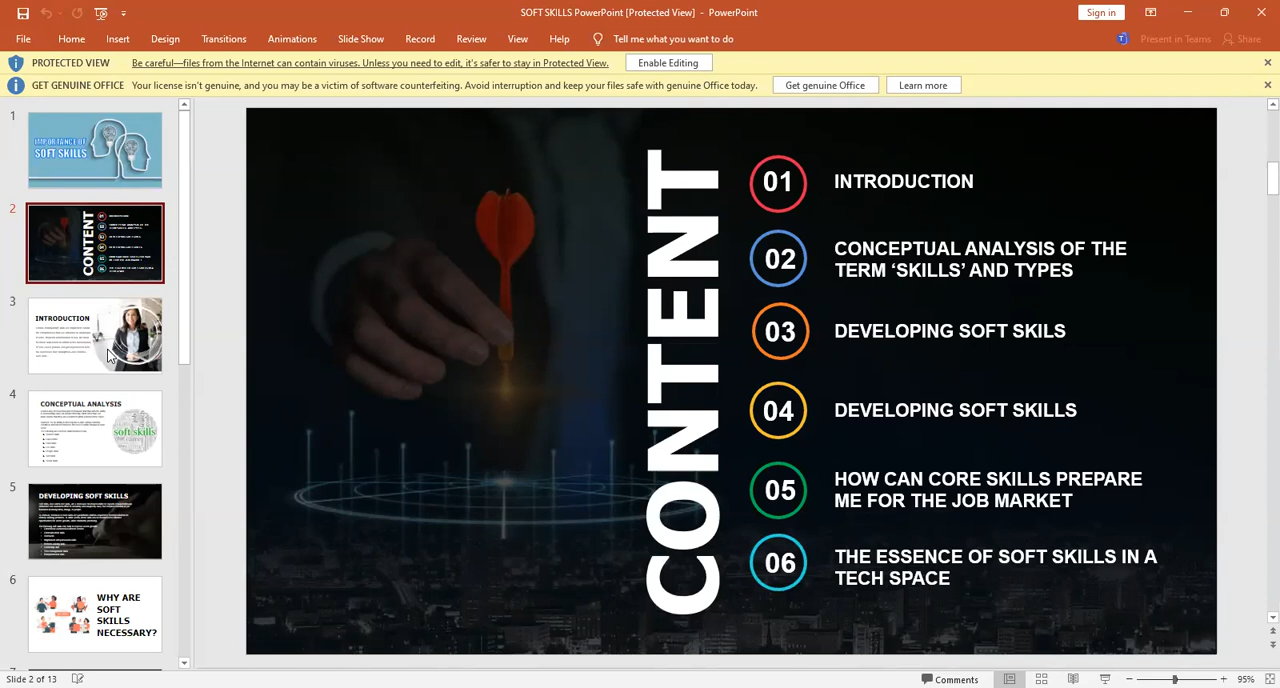 SOFT SKILLS PowerPoint [Protected View] - PowerPoint
Sign in
File Home Insert Design Transitions Animations Slide Show Record Review View Help Tell me what you want to do Present in Teams Share
PROTECTED VIEW Be careful—files from the Internet can contain viruses. Unless you need to edit, it's safer to stay in Protected View. Enable Editing
GET GENUINE OFFICE Your license isn't genuine, and you may be a victim of software counterfeiting. Avoid interruption and keep your files safe with genuine Office today. Get genuine Office Learn more
1
IMPORTANCE OF
SOFT SKILLS
2
CONTENT
3
INTRODUCTION
4
CONCEPTUAL ANALYSIS
soft skills
5
DEVELOPING SOFT SKILLS
6
WHY ARE
SOFT
SKILLS
NECESSARY?
CONTENT
01 INTRODUCTION
02 CONCEPTUAL ANALYSIS OF THE
TERM ‘SKILLS’ AND TYPES
03 DEVELOPING SOFT SKILS
04 DEVELOPING SOFT SKILLS
05 HOW CAN CORE SKILLS PREPARE
ME FOR THE JOB MARKET
06 THE ESSENCE OF SOFT SKILLS IN A
TECH SPACE
Slide 2 of 13 Comments 95%